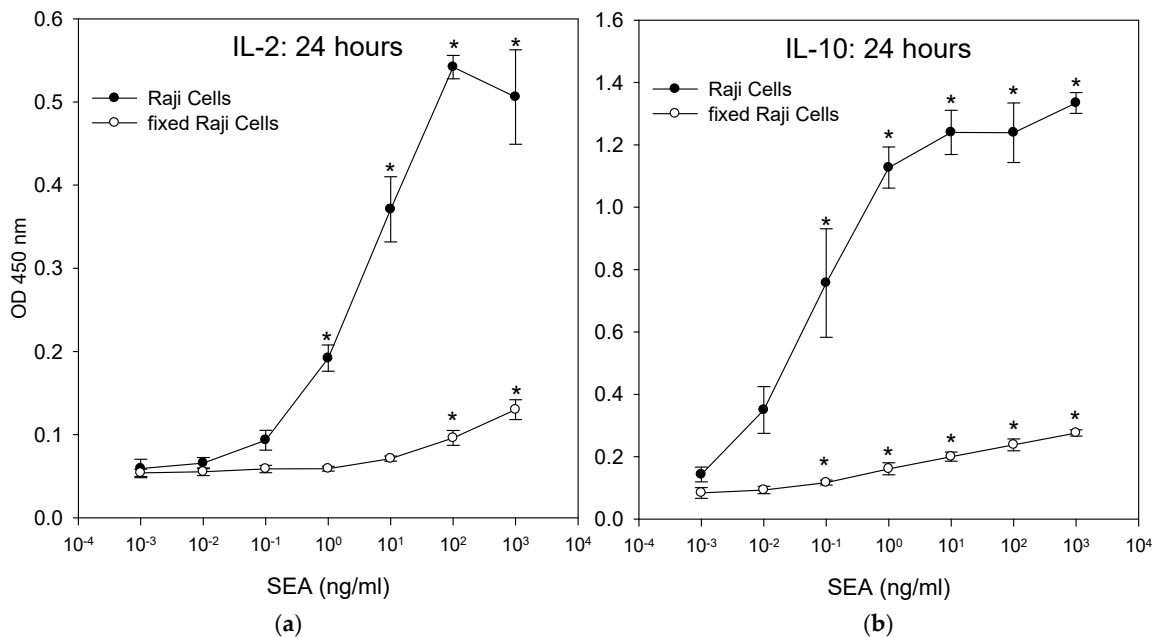 IL-2: 24 hours
Raji Cells
fixed Raji Cells
OD 450 nm
0.6
0.5
0.4
0.3
0.2
0.1
0.0
* * * *
* *
10⁻⁴ 10⁻³ 10⁻² 10⁻¹ 10⁰ 10¹ 10² 10³ 10⁴
SEA (ng/ml)
(a)
IL-10: 24 hours
Raji Cells
fixed Raji Cells
1.6
1.4
1.2
1.0
0.8
0.6
0.4
0.2
0.0
* * * * *
* * * * *
10⁻⁴ 10⁻³ 10⁻² 10⁻¹ 10⁰ 10¹ 10² 10³ 10⁴
SEA (ng/ml)
(b)